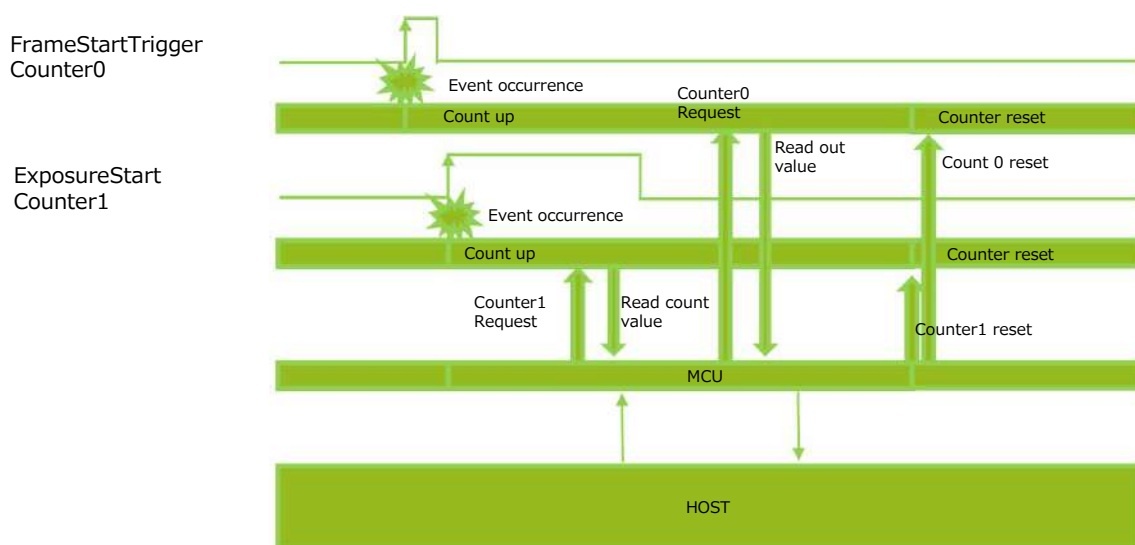 FrameStartTrigger
Counter0
Event occurrence
Counter0
Request
Count up
Counter reset
Read out
value
Count 0 reset
ExposureStart
Counter1
Event occurrence
Count up
Counter reset
Counter1
Request
Read count
value
Counter1 reset
MCU
HOST